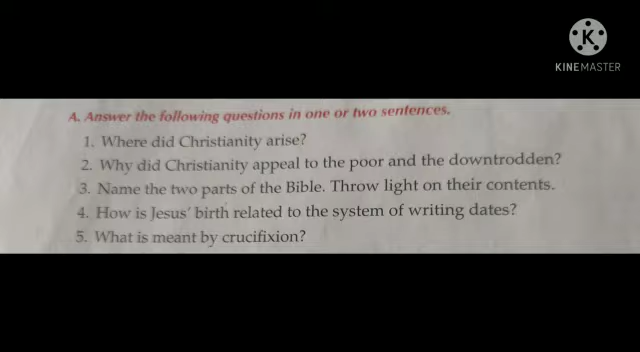 KINEMASTER
A. Answer the following questions in one or two sentences.
1. Where did Christianity arise?
2. Why did Christianity appeal to the poor and the downtrodden?
3. Name the two parts of the Bible. Throw light on their contents.
4. How is Jesus' birth related to the system of writing dates?
5. What is meant by crucifixion?